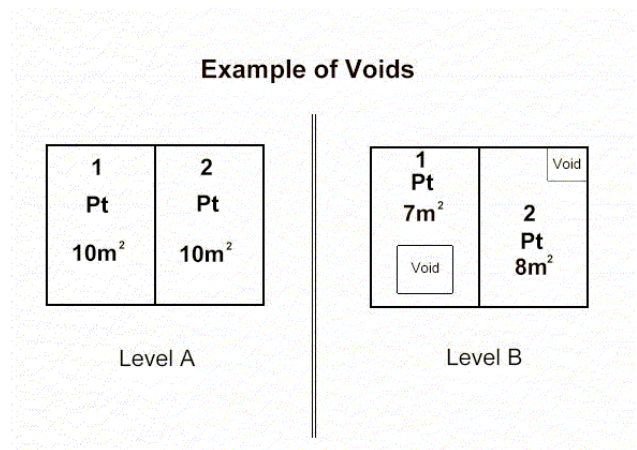 Example of Voids
1
Pt
10m²
2
Pt
10m²
Level A
1
Pt
7m²
Void
Void
2
Pt
8m²
Level B